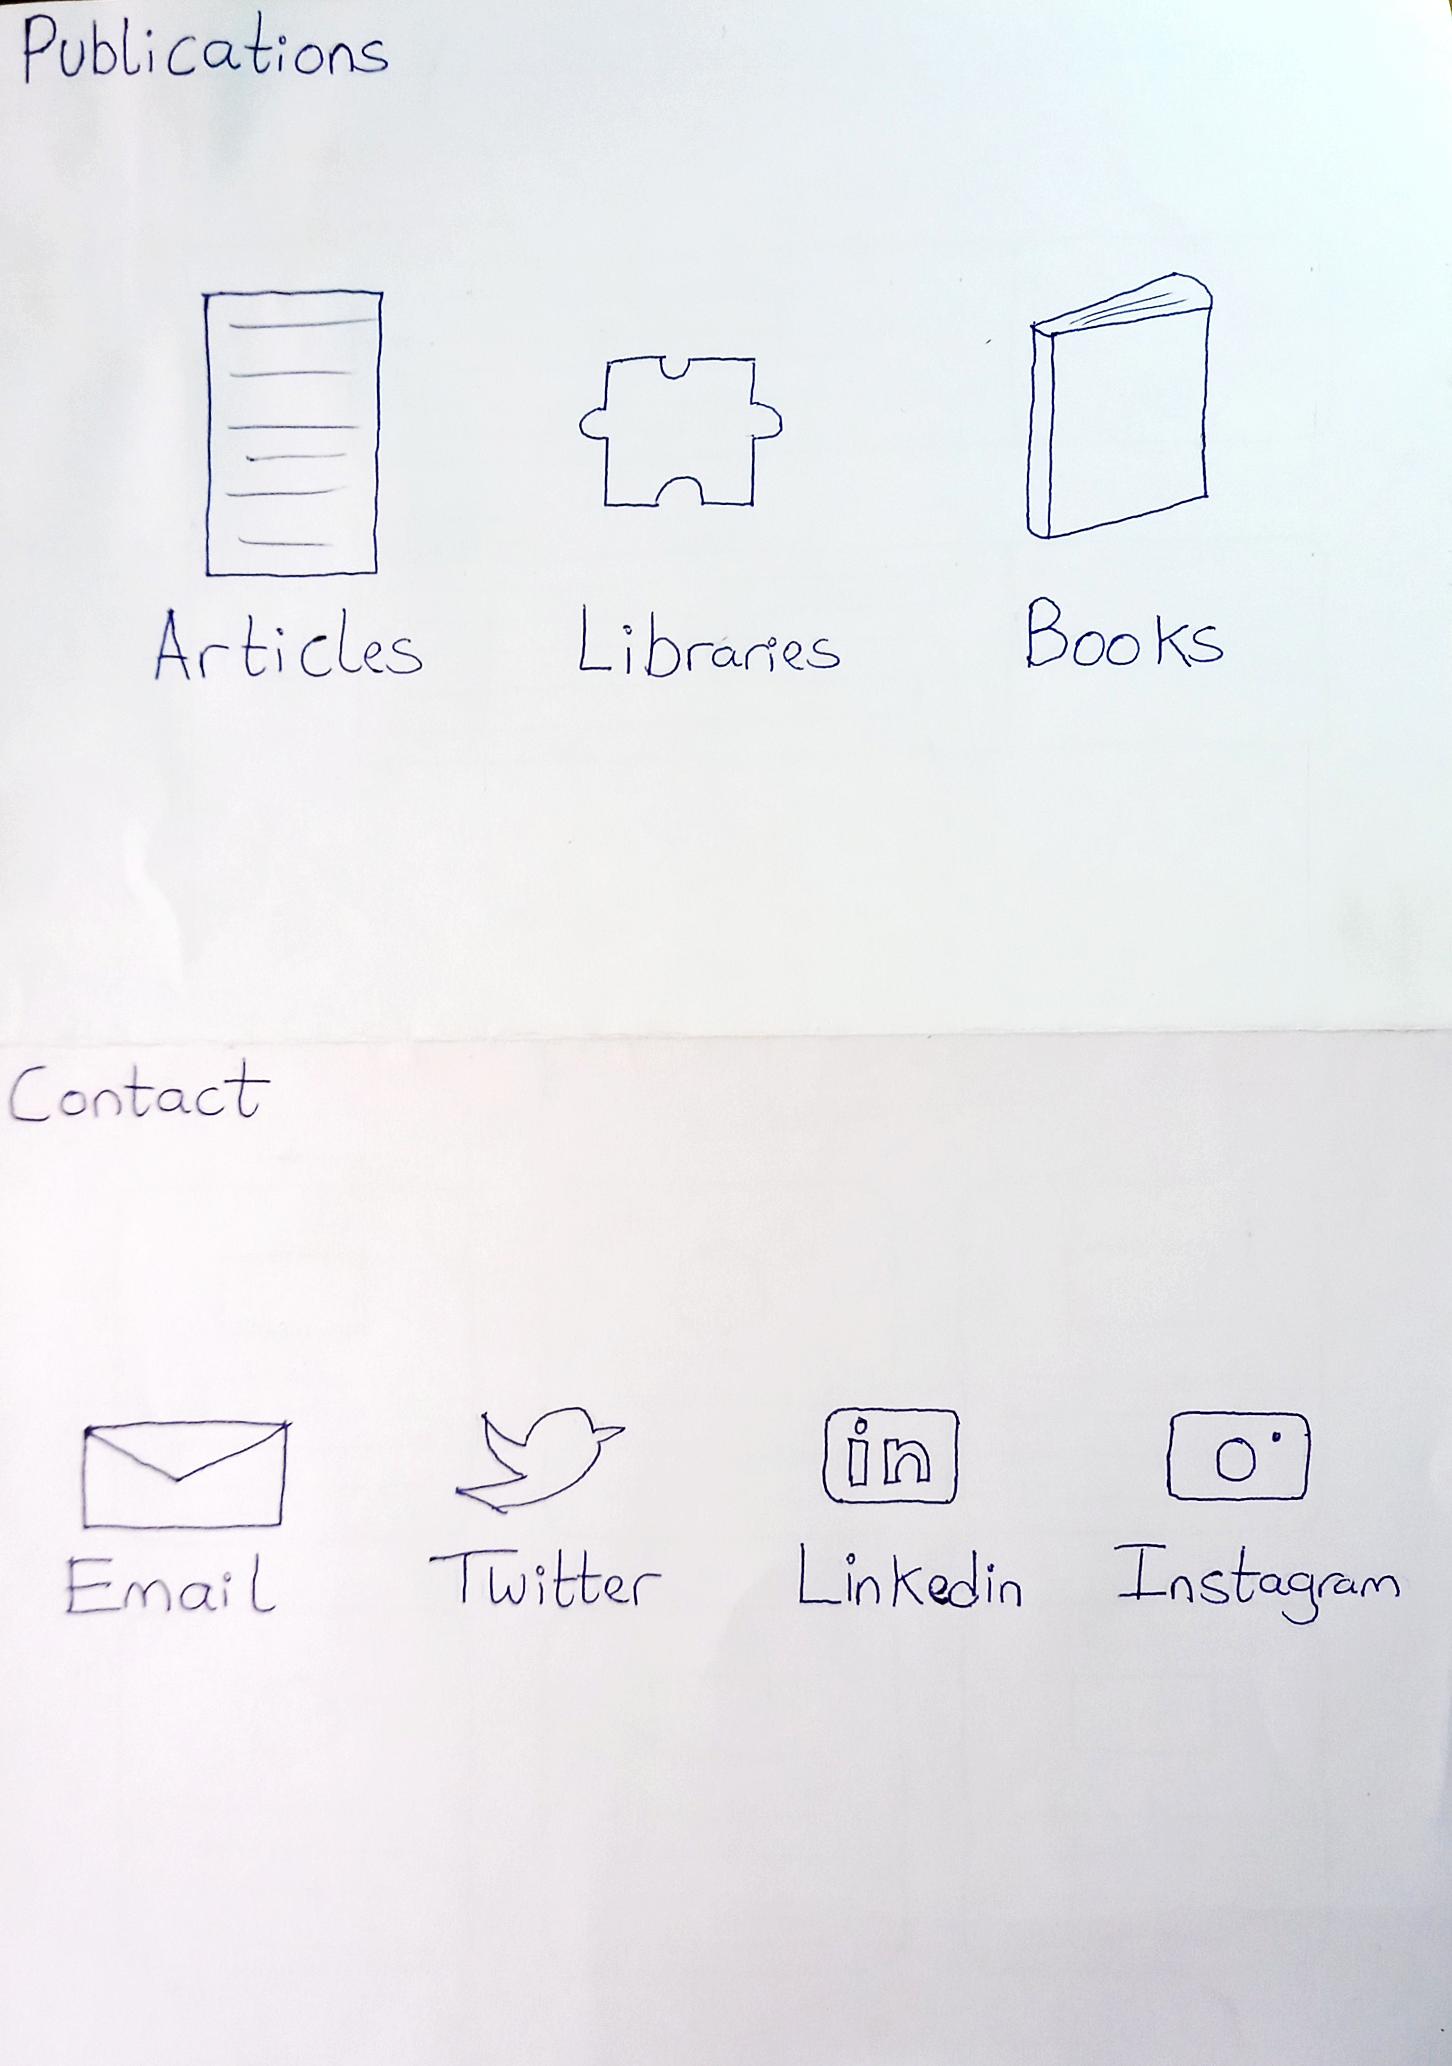 Publications
Articles Libraries Books
Contact
in
Email Twitter Linkedin Instagram